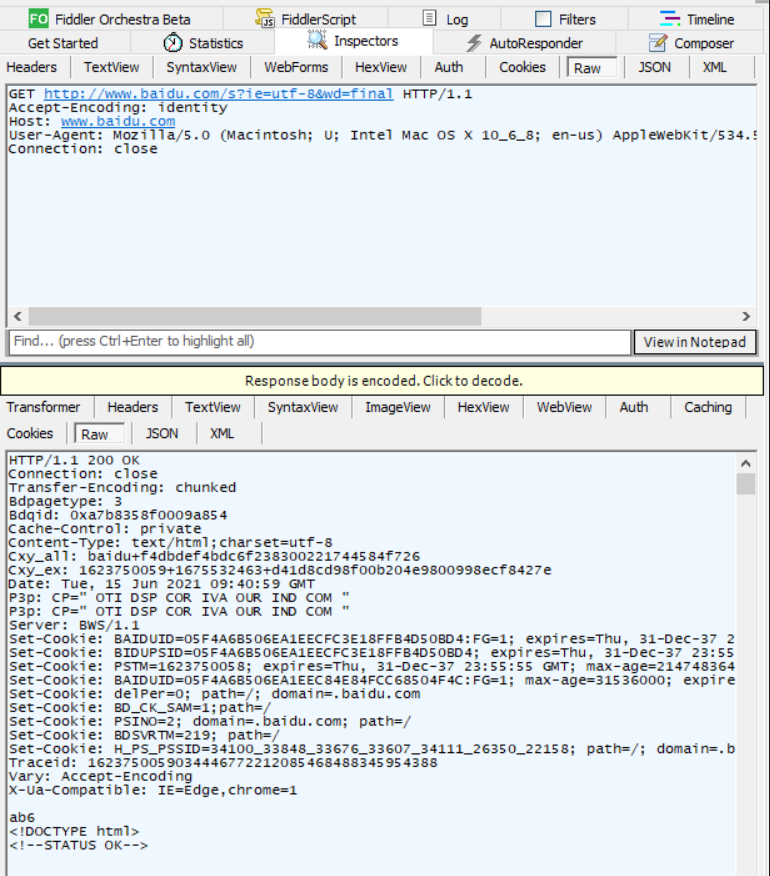 FO Fiddler Orchestra Beta FiddlerScript Log Filters Timeline
Get Started Statistics Inspectors AutoResponder Composer
Headers TextView SyntaxView WebForms HexView Auth Cookies Raw JSON XML
GET http://www.baidu.com/s?ie=utf-8&wd=final HTTP/1.1
Accept-Encoding: identity
Host: www.baidu.com
User-Agent: Mozilla/5.0 (Macintosh; U; Intel Mac OS X 10_6_8; en-us) AppleWebKit/534.5
Connection: close
Find... (press Ctrl+Enter to highlight all) View in Notepad
Response body is encoded. Click to decode.
Transformer Headers TextView SyntaxView ImageView HexView WebView Auth Caching
Cookies Raw JSON XML
HTTP/1.1 200 OK
Connection: close
Transfer-Encoding: chunked
Bdpagetype: 3
Bdqid: 0xa7b8358f0009a854
Cache-Control: private
Content-Type: text/html;charset=utf-8
Cxy_all: baidu+f4dbdef4bdc6f238300221744584f726
Cxy_ex: 1623750059+1675532463+d41d8cd98f00b204e9800998ecf8427e
Date: Tue, 15 Jun 2021 09:40:59 GMT
P3p: CP=" OTI DSP COR IVA OUR IND COM "
P3p: CP=" OTI DSP COR IVA OUR IND COM "
Server: BWS/1.1
Set-Cookie: BAIDUID=05F4A6B506EA1EECFC3E18FFB4D50BD4:FG=1; expires=Thu, 31-Dec-37 2
Set-Cookie: BIDUPSID=05F4A6B506EA1EECFC3E18FFB4D50BD4; expires=Thu, 31-Dec-37 23:55
Set-Cookie: PSTM=1623750058; expires=Thu, 31-Dec-37 23:55:55 GMT; max-age=214748364
Set-Cookie: BAIDUID=05F4A6B506EA1EEC84E84FCC68504F4C:FG=1; max-age=31536000; expire
Set-Cookie: delPer=0; path=/; domain=.baidu.com
Set-Cookie: BD_CK_SAM=1;path=/
Set-Cookie: PSINO=2; domain=.baidu.com; path=/
Set-Cookie: BDSVRTM=219; path=/
Set-Cookie: H_PS_PSSID=34100_33848_33676_33607_34111_26350_22158; path=/; domain=.b
Traceid: 1623750059034446772212085468488345954388
Vary: Accept-Encoding
X-Ua-Compatible: IE=Edge,chrome=1
ab6
<!DOCTYPE html>
<!--STATUS OK-->